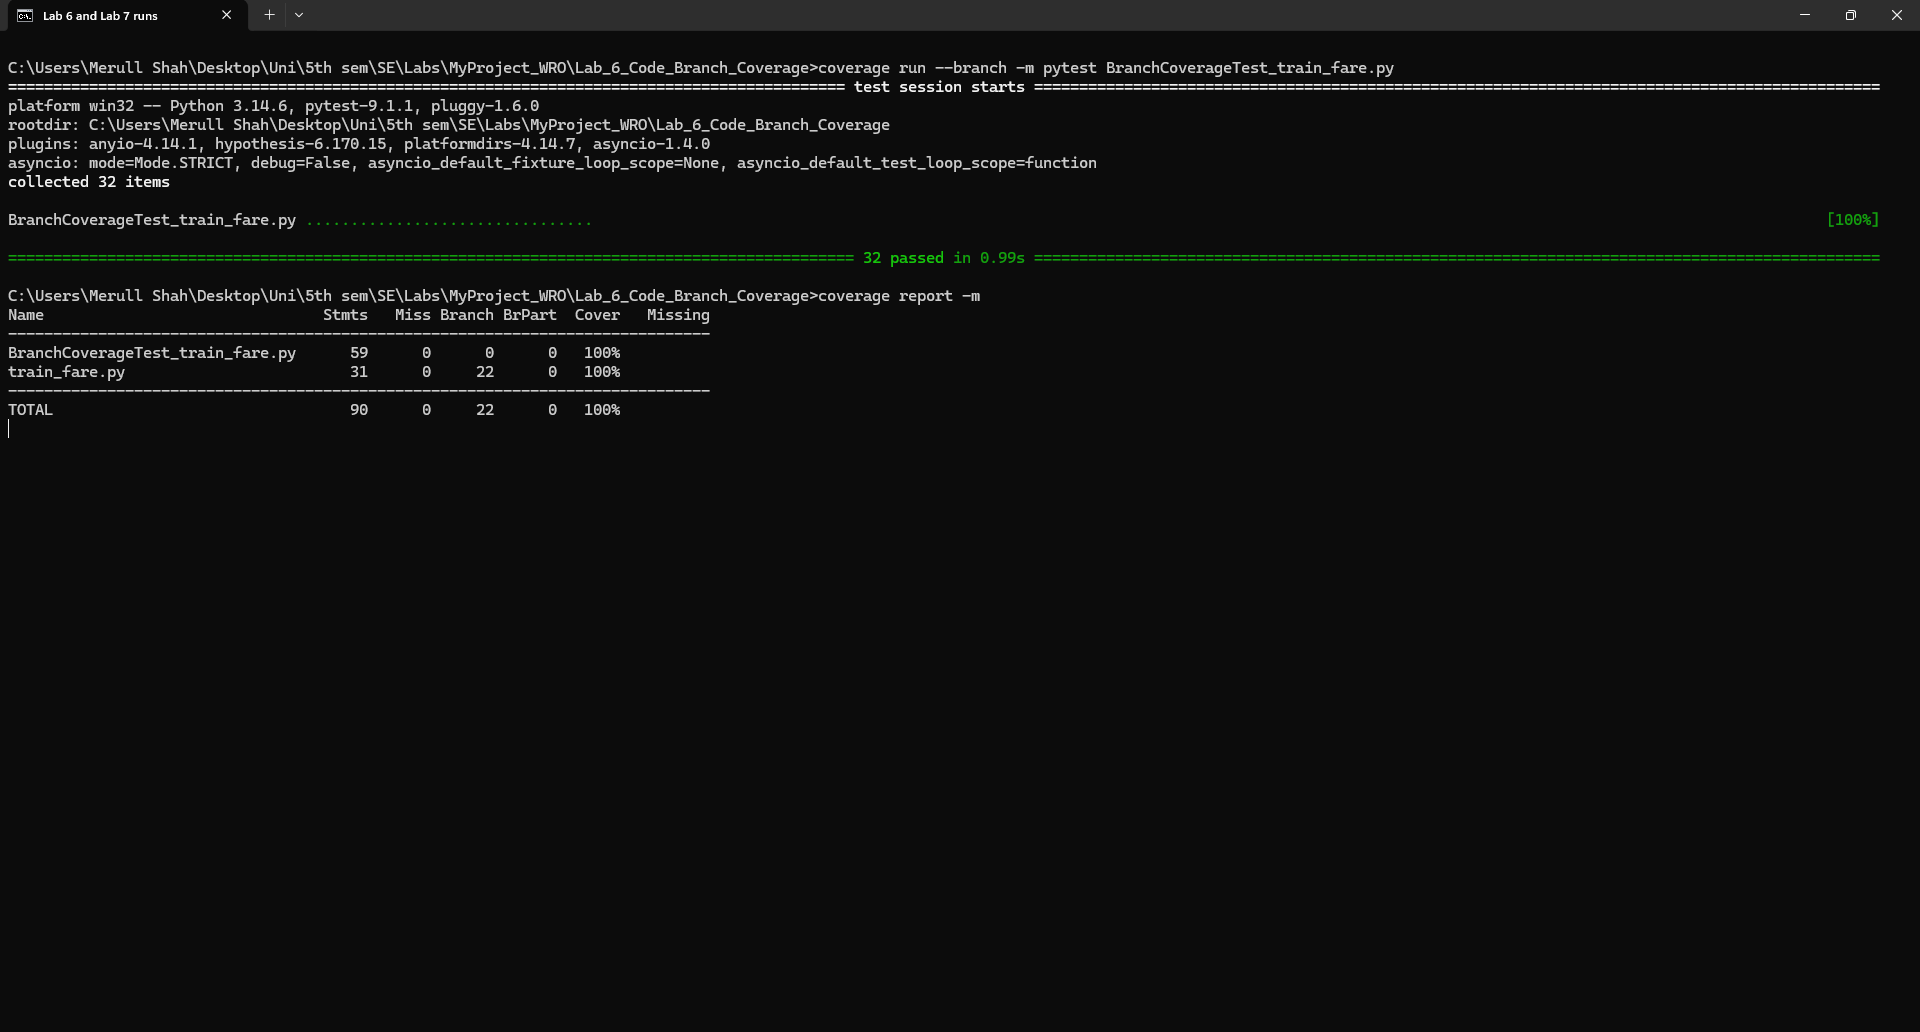 Lab 6 and Lab 7 runs
C:\Users\Merull Shah\Desktop\Uni\5th sem\SE\Labs\MyProject_WRO\Lab_6_Code_Branch_Coverage>coverage run --branch -m pytest BranchCoverageTest_train_fare.py
============================================================================================= test session starts ==============================================================================================
platform win32 -- Python 3.14.6, pytest-9.1.1, pluggy-1.6.0
rootdir: C:\Users\Merull Shah\Desktop\Uni\5th sem\SE\Labs\MyProject_WRO\Lab_6_Code_Branch_Coverage
plugins: anyio-4.14.1, hypothesis-6.170.15, platformdirs-4.14.7, asyncio-1.4.0
asyncio: mode=Mode.STRICT, debug=False, asyncio_default_fixture_loop_scope=None, asyncio_default_test_loop_scope=function
collected 32 items
BranchCoverageTest_train_fare.py ................................ [100%]
============================================================================================== 32 passed in 0.99s ==============================================================================================
C:\Users\Merull Shah\Desktop\Uni\5th sem\SE\Labs\MyProject_WRO\Lab_6_Code_Branch_Coverage>coverage report -m
Name Stmts Miss Branch BrPart Cover Missing
------------------------------------------------------------------------------
BranchCoverageTest_train_fare.py 59 0 0 0 100%
train_fare.py 31 0 22 0 100%
------------------------------------------------------------------------------
TOTAL 90 0 22 0 100%